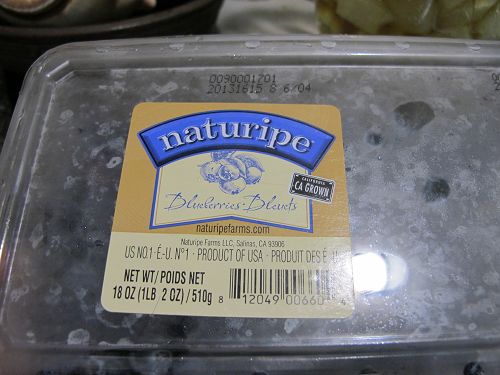 0090001701
20131615 8 6/04
naturipe
CALIFORNIA
CA GROWN
Blueberries · Bleuets
naturipefarms.com
Naturipe Farms LLC, Salinas, CA 93906
US NO.1·É.-U. Nº1 · PRODUCT OF USA · PRODUIT DES É.
NET WT/POIDS NET
18 OZ (1LB 2 OZ)/510g
8 12049 00660 4